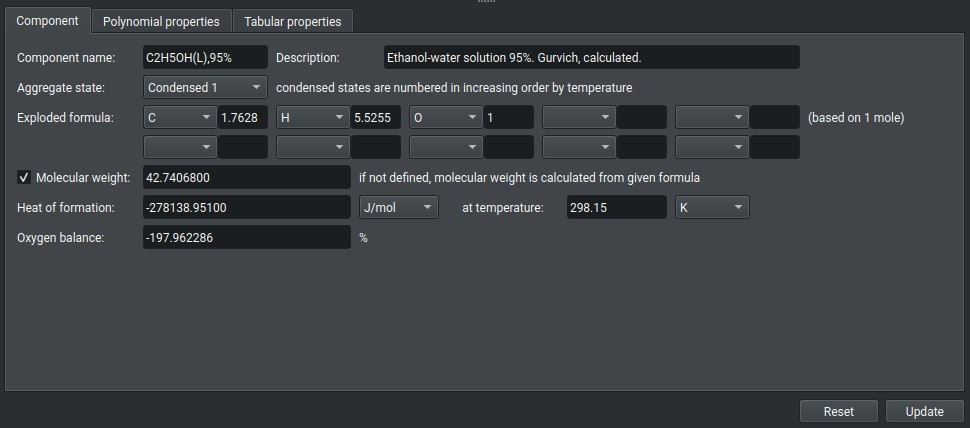 Component Polynomial properties Tabular properties
Component name: C2H5OH(L),95% Description: Ethanol-water solution 95%. Gurvich, calculated.
Aggregate state: Condensed 1 condensed states are numbered in increasing order by temperature
Exploded formula: C 1.7628 H 5.5255 O 1 (based on 1 mole)
Molecular weight: 42.7406800 if not defined, molecular weight is calculated from given formula
Heat of formation: -278138.95100 J/mol at temperature: 298.15 K
Oxygen balance: -197.962286 %
Reset Update